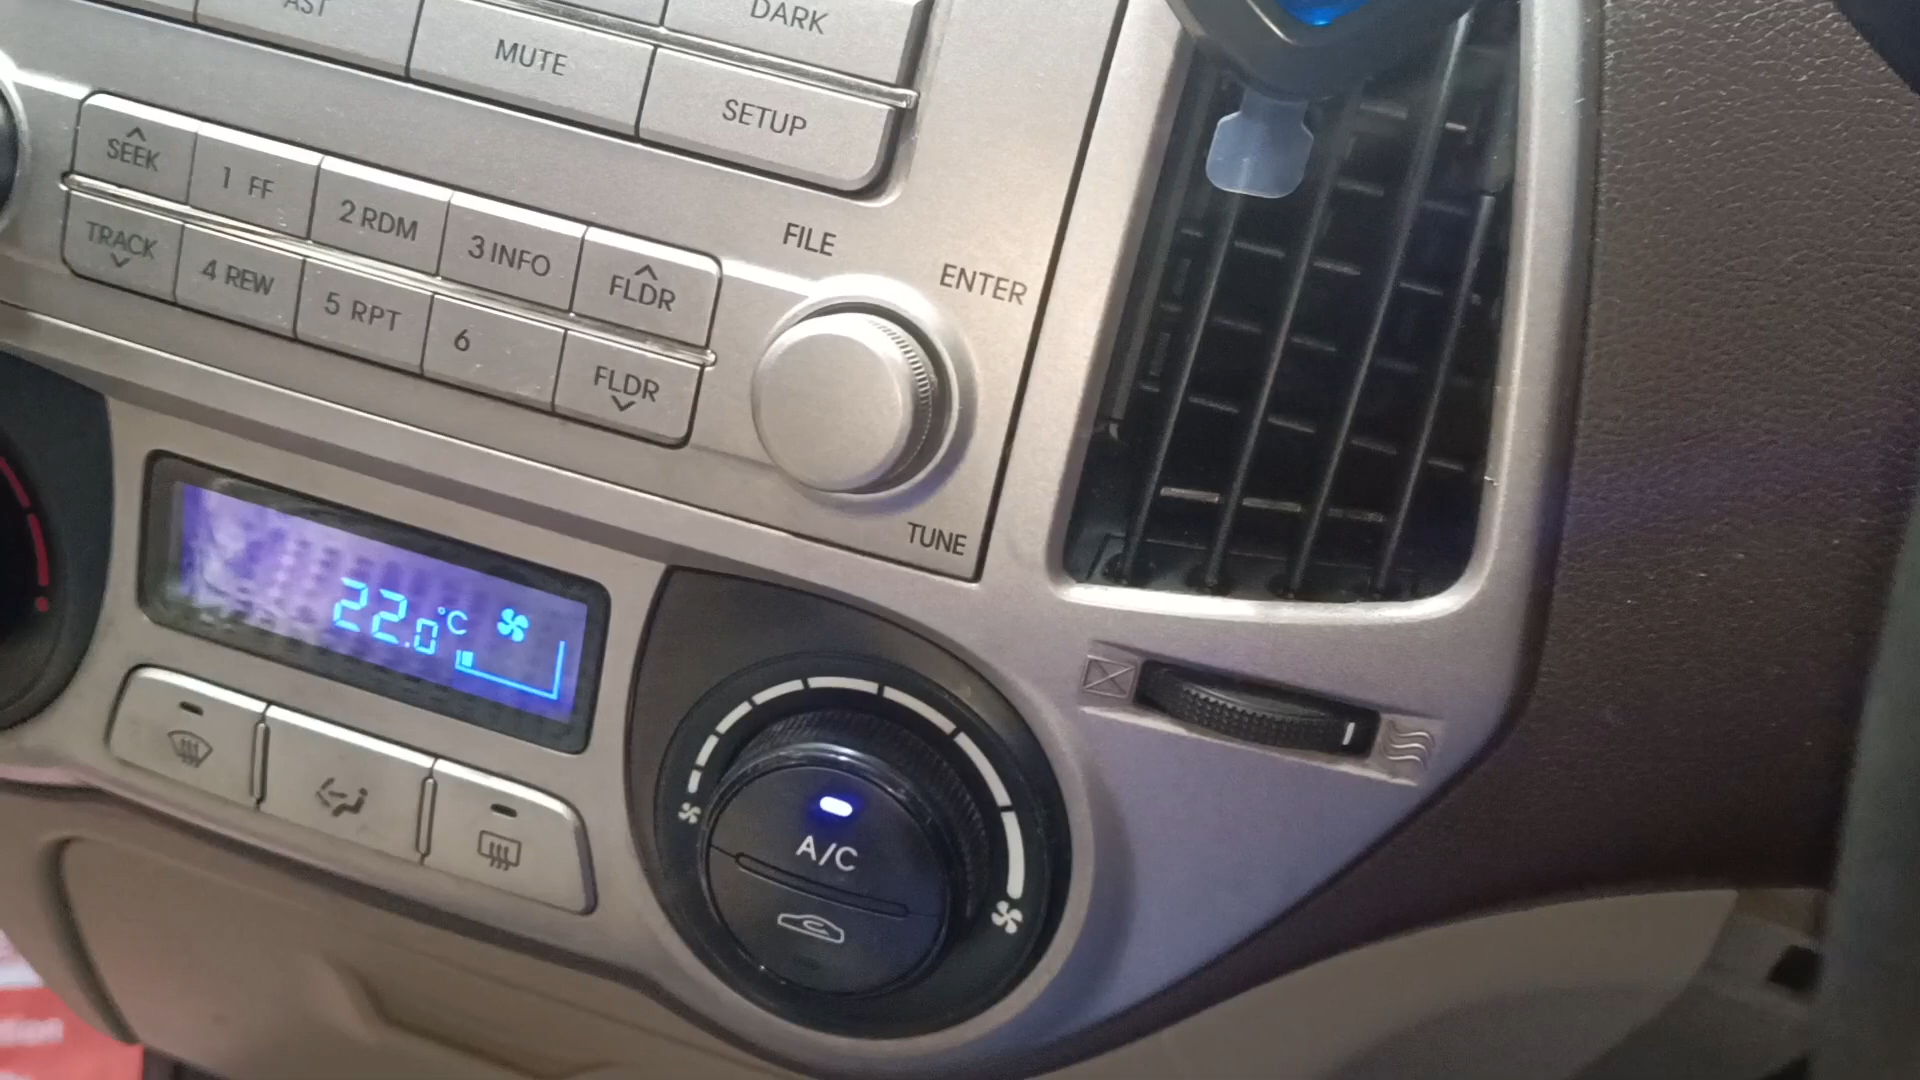 AST
DARK
MUTE
SETUP
SEEK
1 FF
2 RDM
3 INFO
FLDR
TRACK
4 REW
5 RPT
6
FLDR
FILE
ENTER
TUNE
22.0°C
A/C